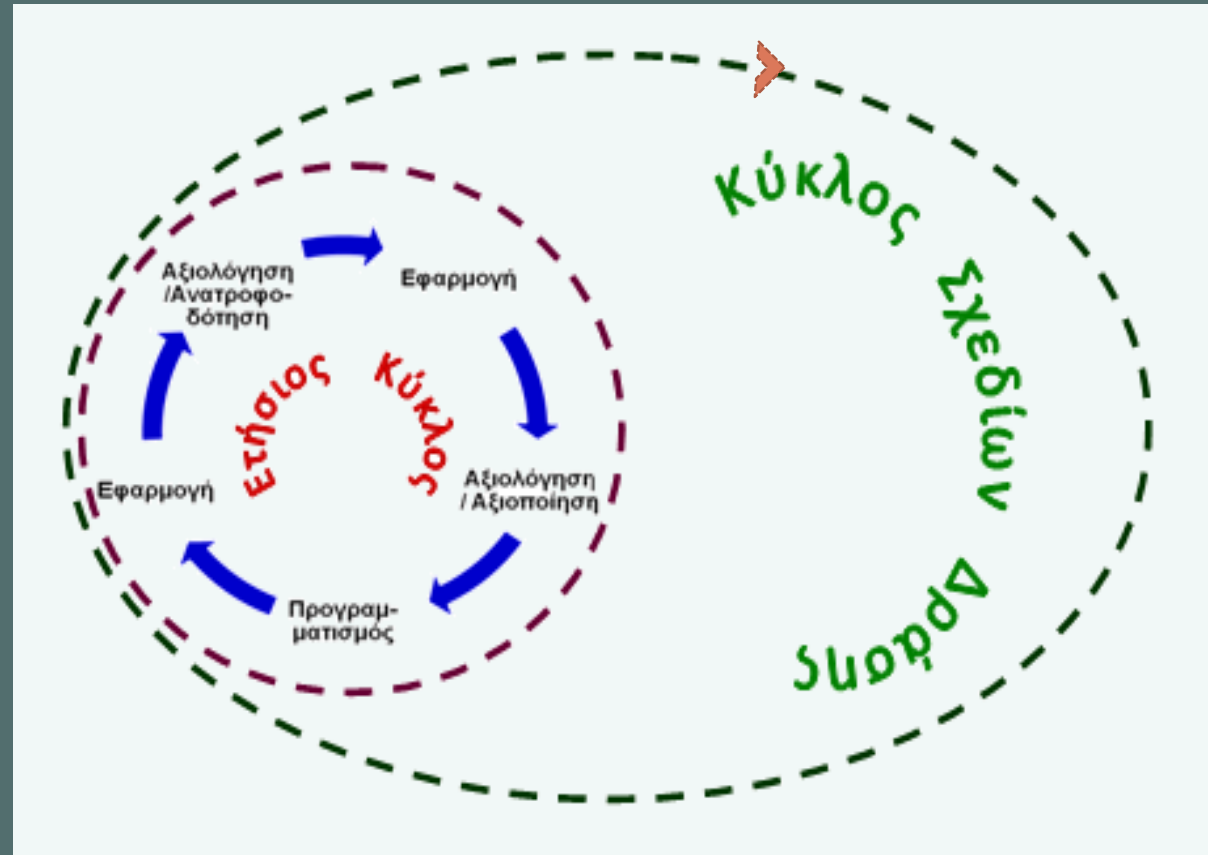 Αξιολόγηση
/Ανατροφο-
δότηση
Εφαρμογή
Αξιολόγηση
/ Αξιοποίηση
Προγραμ-
ματισμός
Εφαρμογή
Ετήσιος Κύκλος
Κύκλος Σχεδίων Δράσης